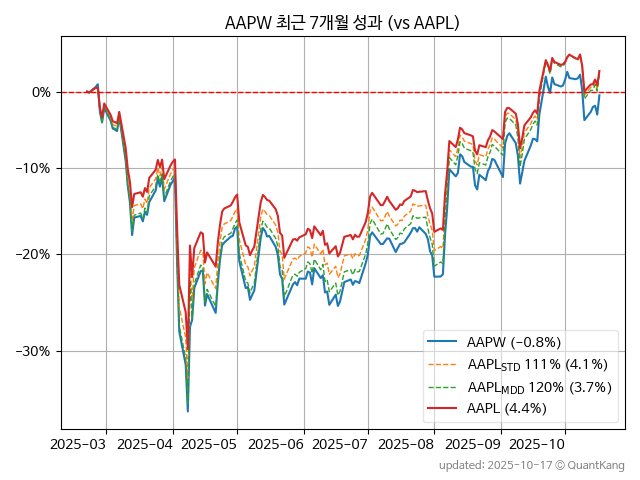 AAPW 최근 7개월 성과 (vs AAPL)
0%
−10%
−20%
−30%
AAPW (−0.8%)
AAPL_STD 111% (4.1%)
AAPL_MDD 120% (3.7%)
AAPL (4.4%)
2025-03 2025-04 2025-05 2025-06 2025-07 2025-08 2025-09 2025-10
updated: 2025-10-17 © QuantKang